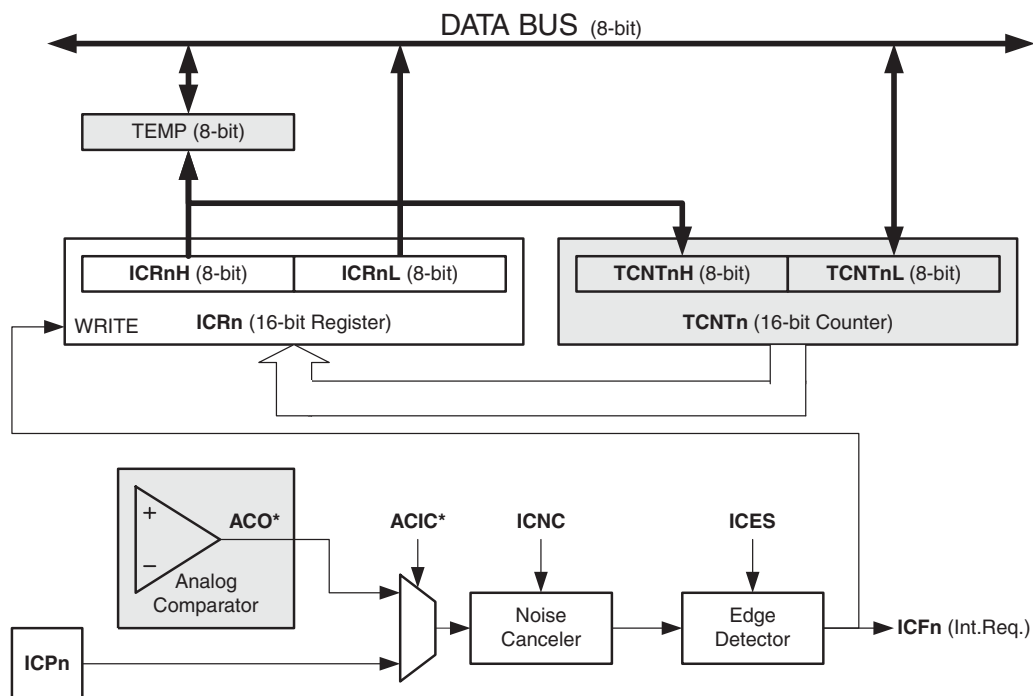 DATA BUS (8-bit)
TEMP (8-bit)
ICRnH (8-bit)
ICRnL (8-bit)
TCNTnH (8-bit)
TCNTnL (8-bit)
WRITE
ICRn (16-bit Register)
TCNTn (16-bit Counter)
+
−
ACO*
Analog
Comparator
ACIC*
ICNC
ICES
Noise
Canceler
Edge
Detector
ICFn (Int.Req.)
ICPn